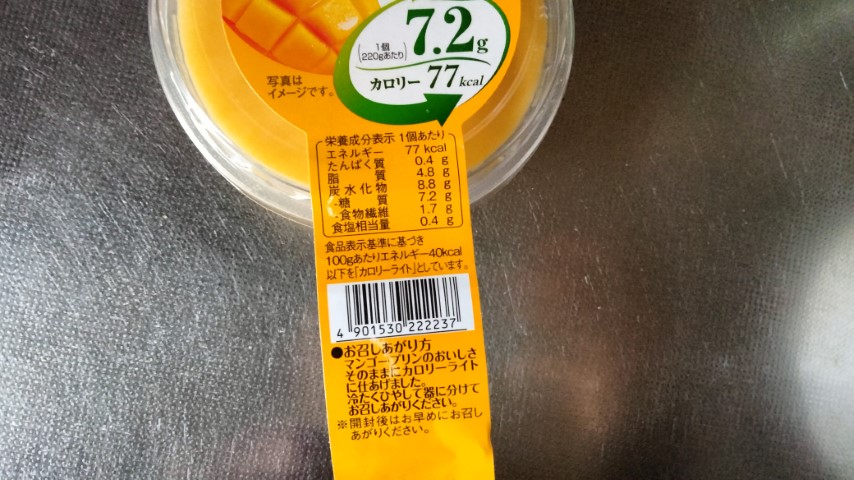 7.2g
1個
220gあたり
カロリー 77kcal
写真は
イメージです。
栄養成分表示 1個あたり
エネルギー 77 kcal
たんぱく質 0.4 g
脂質 4.8 g
炭水化物 8.8 g
-糖質 7.2 g
-食物繊維 1.7 g
食塩相当量 0.4 g
食品表示基準に基づき
100gあたりエネルギー40kcal
以下を「カロリーライト」としています。
4 901530 222237
●お召しあがり方
マンゴープリンのおいしさ
そのままにカロリーライト
に仕あげました。
冷たくひやして器に分けて
お召しあがりください。
※開封後はお早めにお召し
あがりください。